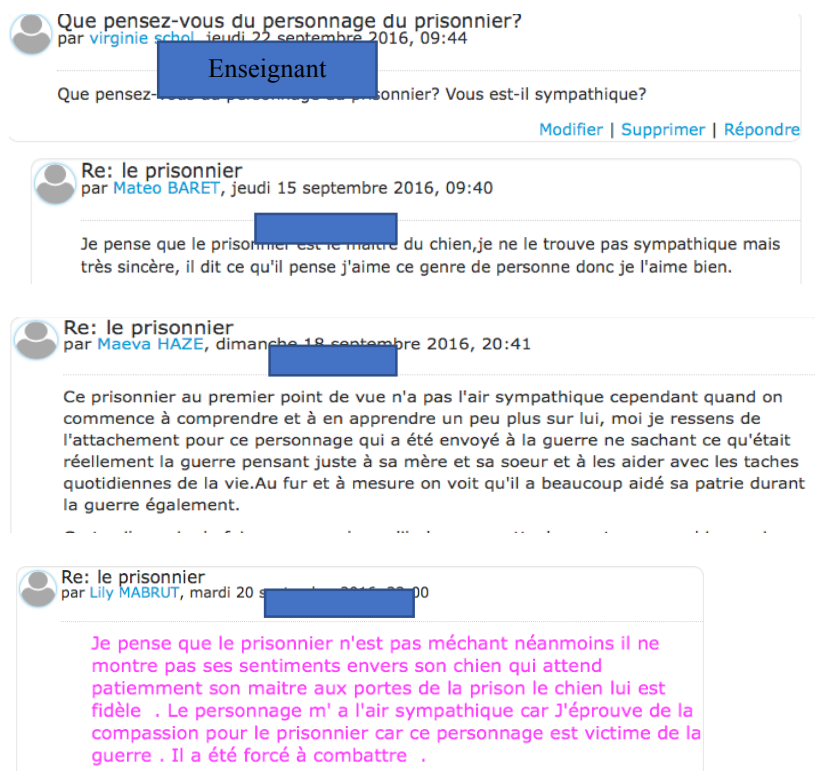 Que pensez-vous du personnage du prisonnier?
par virginie schol, jeudi 22 septembre 2016, 09:44
Enseignant
Que pensez- prisonnier? Vous est-il sympathique?
Modifier | Supprimer | Répondre
Re: le prisonnier
par Mateo BARET, jeudi 15 septembre 2016, 09:40
Je pense que le prisonnier est le maître du chien,je ne le trouve pas sympathique mais
très sincère, il dit ce qu'il pense j'aime ce genre de personne donc je l'aime bien.
Re: le prisonnier
par Maeva HAZE, dimanche 18 septembre 2016, 20:41
Ce prisonnier au premier point de vue n'a pas l'air sympathique cependant quand on
commence à comprendre et à en apprendre un peu plus sur lui, moi je ressens de
l'attachement pour ce personnage qui a été envoyé à la guerre ne sachant ce qu'était
réellement la guerre pensant juste à sa mère et sa soeur et à les aider avec les taches
quotidiennes de la vie.Au fur et à mesure on voit qu'il a beaucoup aidé sa patrie durant
la guerre également.
Re: le prisonnier
par Lily MABRUT, mardi 20
Je pense que le prisonnier n'est pas méchant néanmoins il ne
montre pas ses sentiments envers son chien qui attend
patiemment son maitre aux portes de la prison le chien lui est
fidèle . Le personnage m' a l'air sympathique car J'éprouve de la
compassion pour le prisonnier car ce personnage est victime de la
guerre . Il a été forcé à combattre .